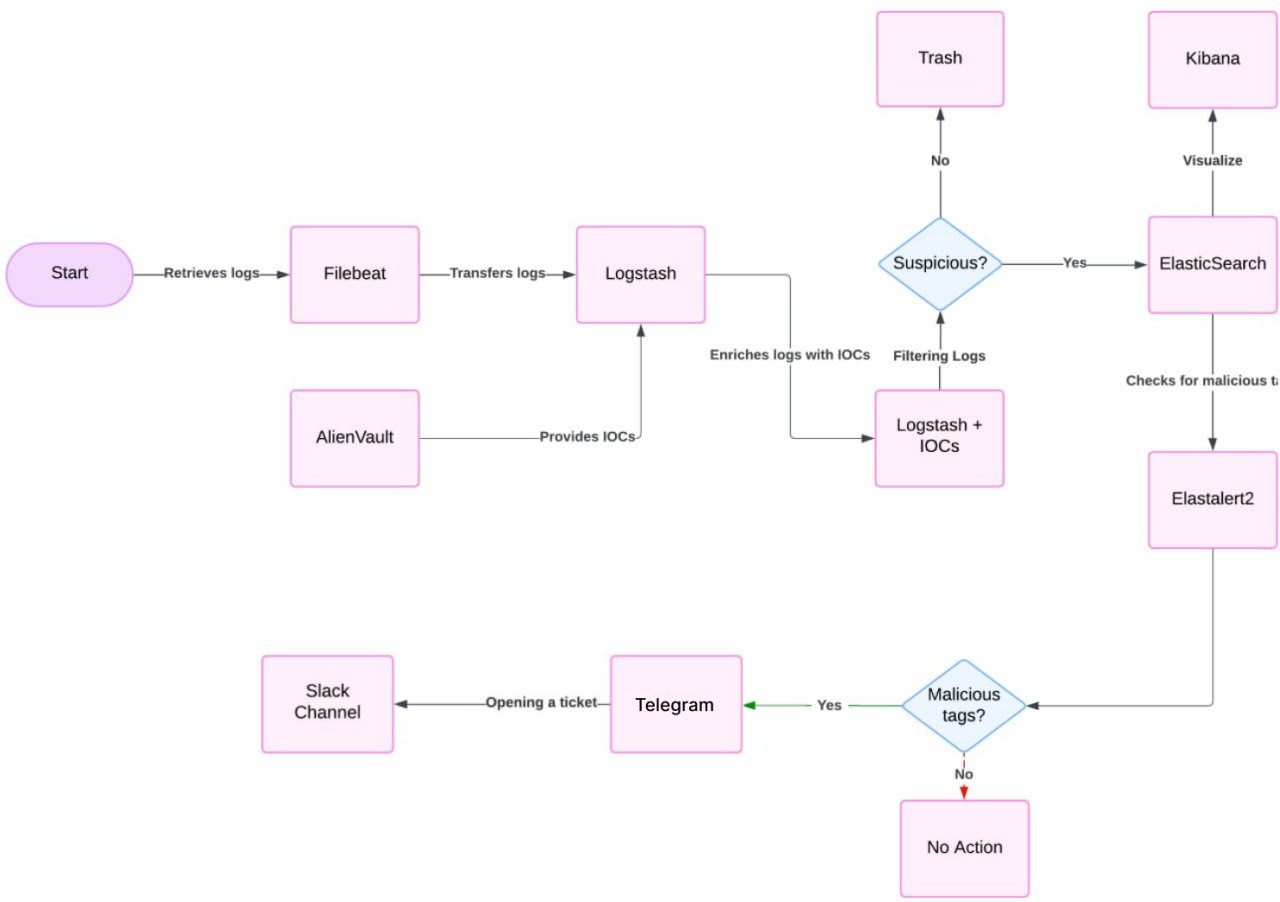 Trash
Kibana
No
Visualize
Start
Retrieves logs
Filebeat
Transfers logs
Logstash
Suspicious?
Yes
ElasticSearch
Enriches logs with IOCs
Filtering Logs
Checks for malicious
AlienVault
Provides IOCs
Logstash +
IOCs
Elastalert2
Slack
Channel
Opening a ticket
Telegram
Yes
Malicious
tags?
No
No Action